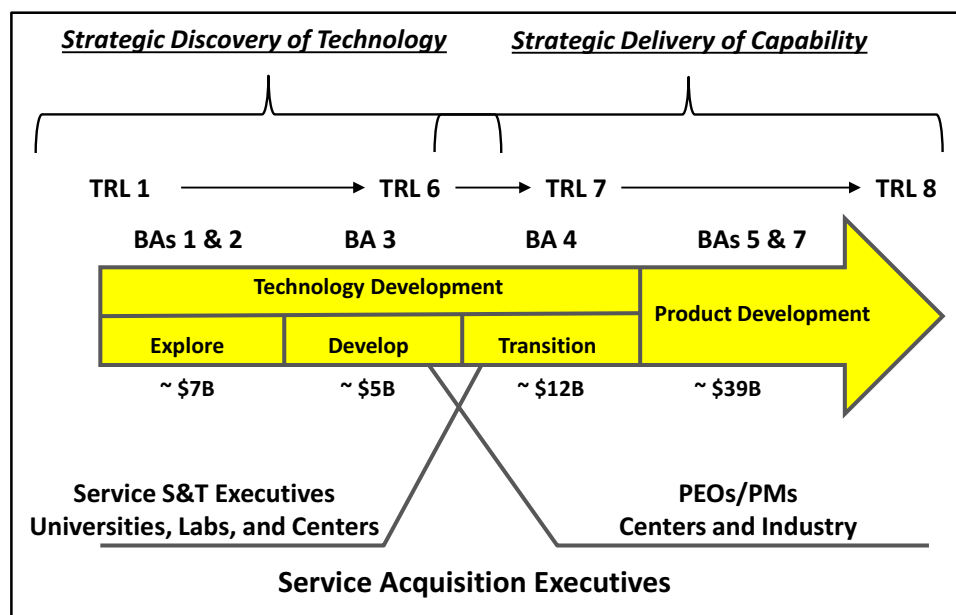 Strategic Discovery of Technology
Strategic Delivery of Capability
TRL 1
TRL 6
TRL 7
TRL 8
BAs 1 & 2
BA 3
BA 4
BAs 5 & 7
Technology Development
Product Development
Explore
Develop
Transition
~ $7B
~ $5B
~ $12B
~ $39B
Service S&T Executives
Universities, Labs, and Centers
PEOs/PMs
Centers and Industry
Service Acquisition Executives